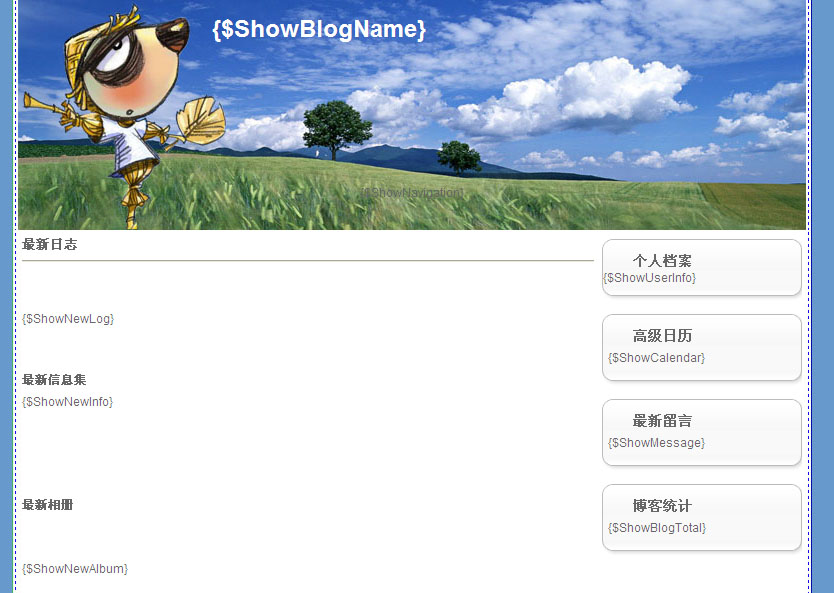 {$ShowBlogName}
{$ShowNavination}
最新日志
{$ShowNewLog}
最新信息集
{$ShowNewInfo}
最新相册
{$ShowNewAlbum}
个人档案
{$ShowUserInfo}
高级日历
{$ShowCalendar}
最新留言
{$ShowMessage}
博客统计
{$ShowBlogTotal}